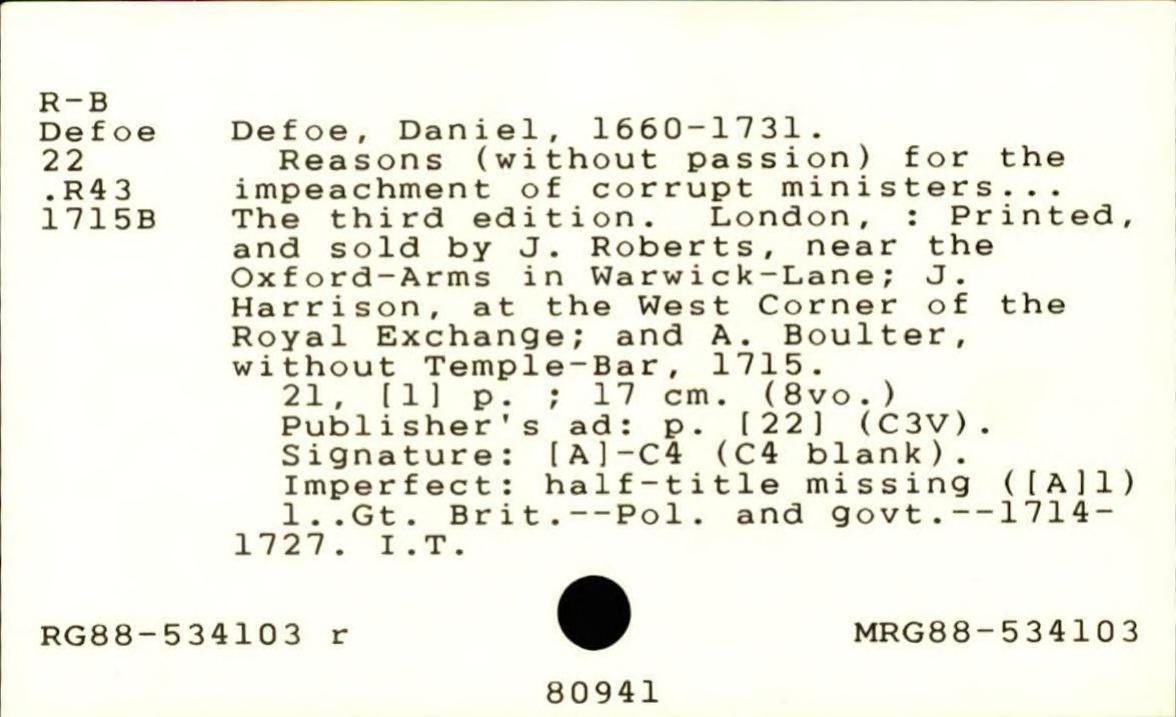 R-B
Defoe Defoe, Daniel, 1660-1731.
22 Reasons (without passion) for the
.R43 impeachment of corrupt ministers...
1715B The third edition. London, : Printed,
and sold by J. Roberts, near the
Oxford-Arms in Warwick-Lane; J.
Harrison, at the West Corner of the
Royal Exchange; and A. Boulter,
without Temple-Bar, 1715.
21, [1] p. ; 17 cm. (8vo.)
Publisher's ad: p. [22] (C3V).
Signature: [A]-C4 (C4 blank).
Imperfect: half-title missing ([A]1)
1..Gt. Brit.--Pol. and govt.--1714-
1727. I.T.
RG88-534103 r MRG88-534103
80941